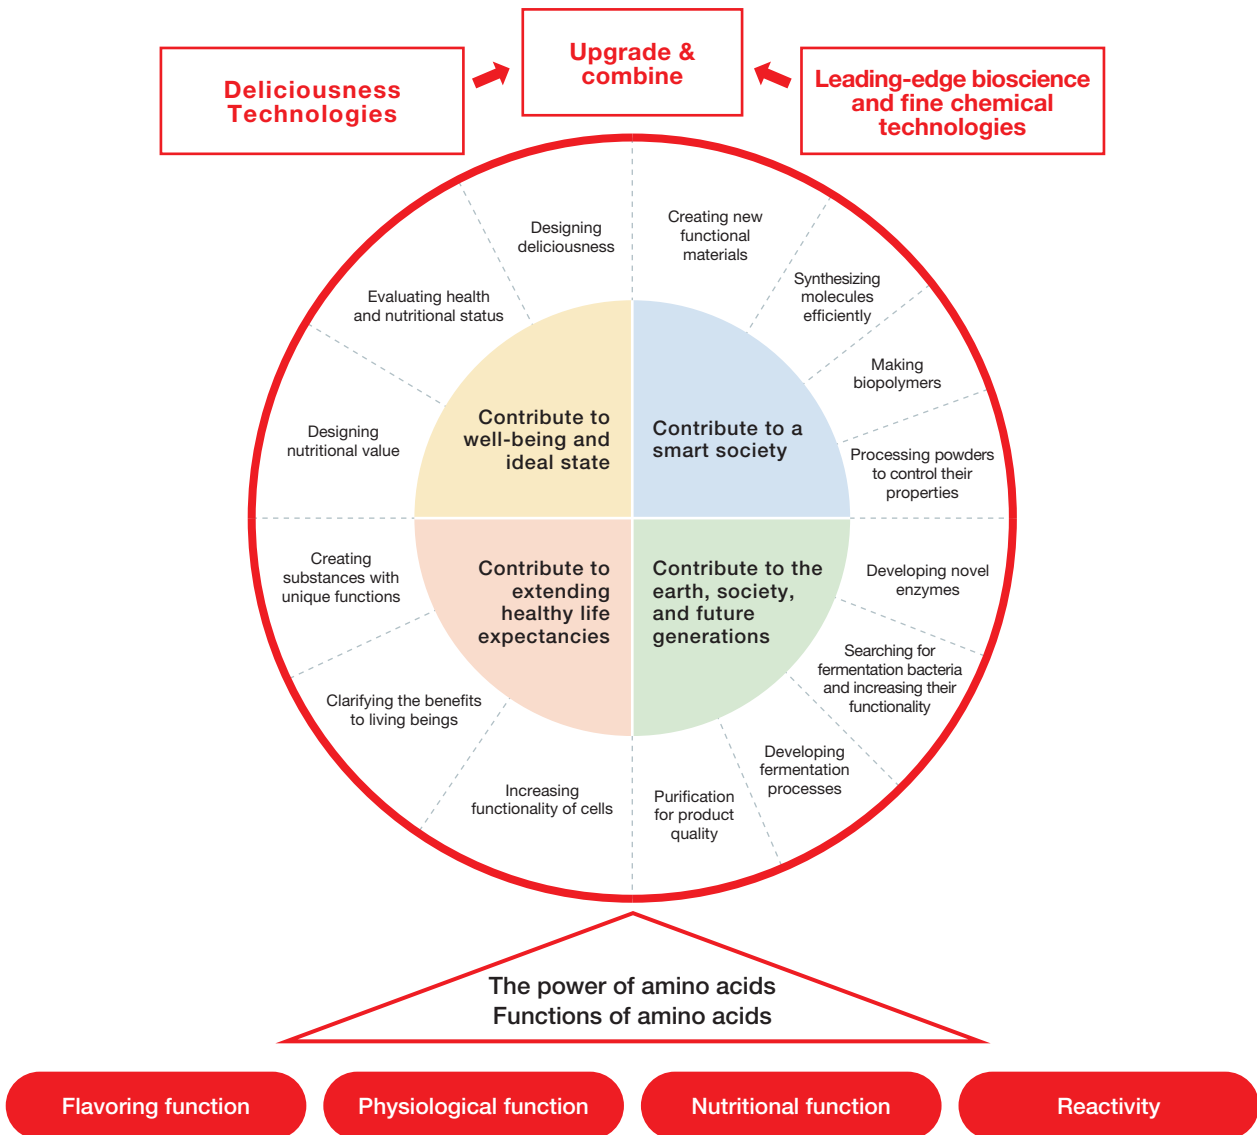 Deliciousness
Technologies
Upgrade &
combine
Leading-edge bioscience
and fine chemical
technologies
Designing
deliciousness
Creating new
functional
materials
Evaluating health
and nutritional status
Synthesizing
molecules
efficiently
Making
biopolymers
Designing
nutritional value
Contribute to
well-being and
ideal state
Contribute to a
smart society
Processing powders
to control their
properties
Creating
substances with
unique functions
Contribute to
extending
healthy life
expectancies
Contribute to the
earth, society,
and future
generations
Developing novel
enzymes
Searching for
fermentation bacteria
and increasing their
functionality
Clarifying the benefits
to living beings
Increasing
functionality of cells
Purification
for product
quality
Developing
fermentation
processes
The power of amino acids
Functions of amino acids
Flavoring function
Physiological function
Nutritional function
Reactivity